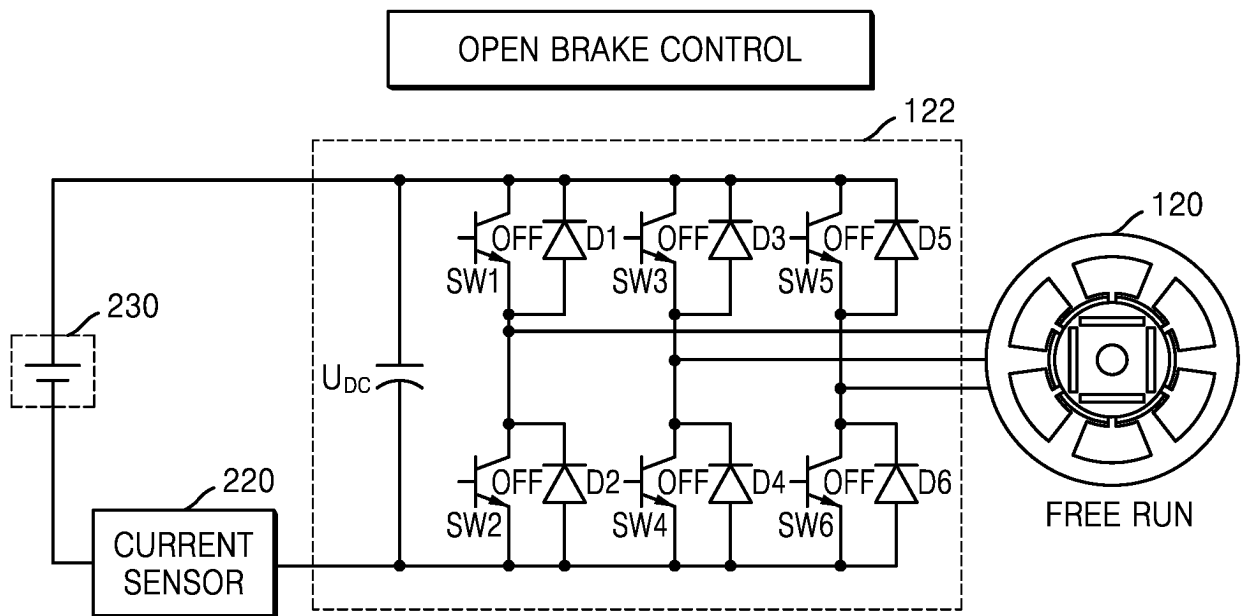 OPEN BRAKE CONTROL
122
120
230
220
OFF D1
SW1
OFF D3
SW3
OFF D5
SW5
UDC
OFF D2
SW2
OFF D4
SW4
OFF D6
SW6
FREE RUN
CURRENT
SENSOR